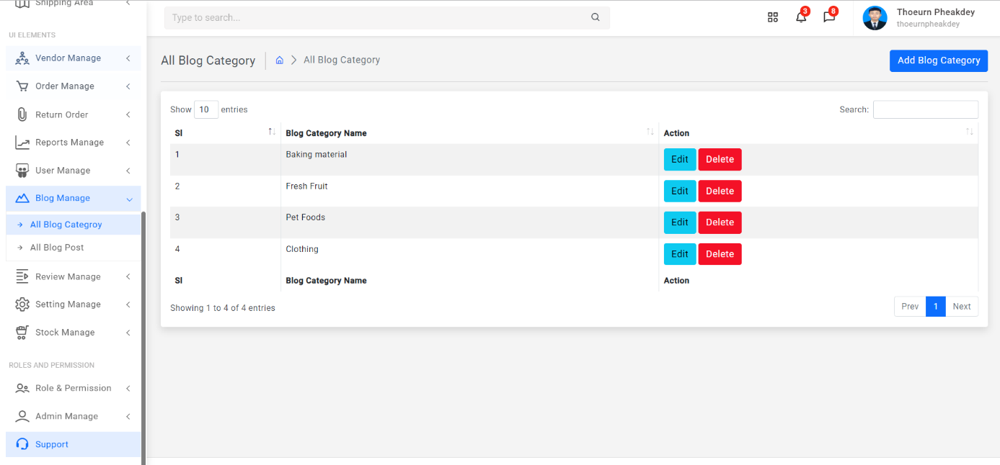 Shipping Area
UI ELEMENTS
Vendor Manage
Order Manage
Return Order
Reports Manage
User Manage
Blog Manage
All Blog Categroy
All Blog Post
Review Manage
Setting Manage
Stock Manage
ROLES AND PERMISSION
Role & Permission
Admin Manage
Support
Type to search...
3
8
Thoeurn Pheakdey
thoeurnpheakdey
All Blog Category
All Blog Category
Add Blog Category
Show 10 entries
Search:
Sl Blog Category Name Action
1 Baking material Edit Delete
2 Fresh Fruit Edit Delete
3 Pet Foods Edit Delete
4 Clothing Edit Delete
Sl Blog Category Name Action
Showing 1 to 4 of 4 entries
Prev 1 Next